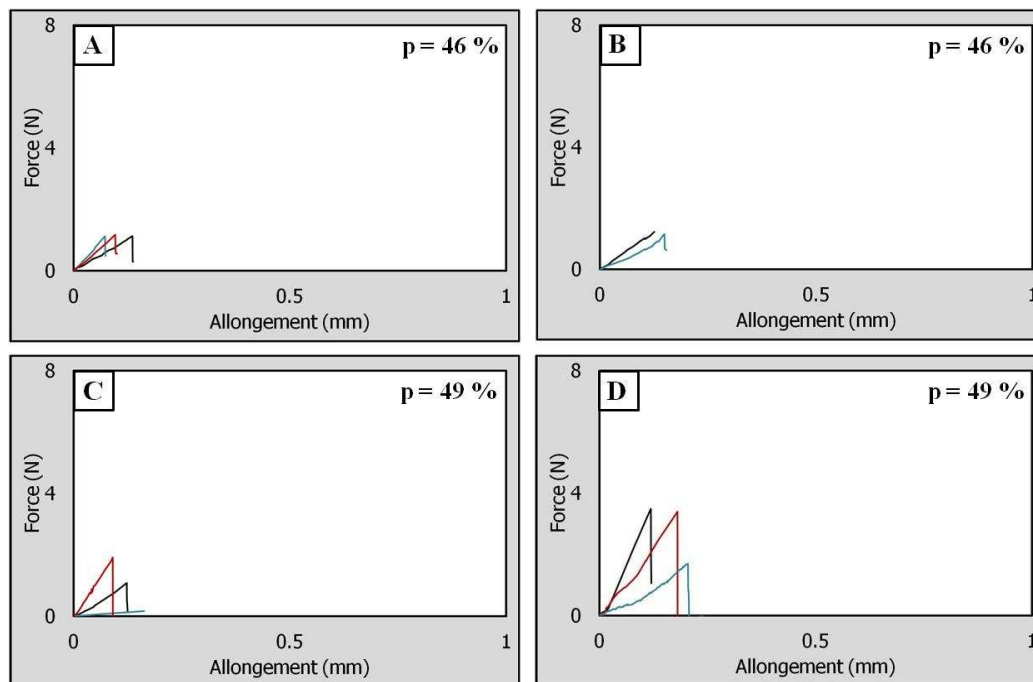 A
p = 46 %
8
4
0
Force (N)
0
0.5
1
Allongement (mm)
B
p = 46 %
8
4
0
Force (N)
0
0.5
1
Allongement (mm)
C
p = 49 %
8
4
0
Force (N)
0
0.5
1
Allongement (mm)
D
p = 49 %
8
4
0
Force (N)
0
0.5
1
Allongement (mm)